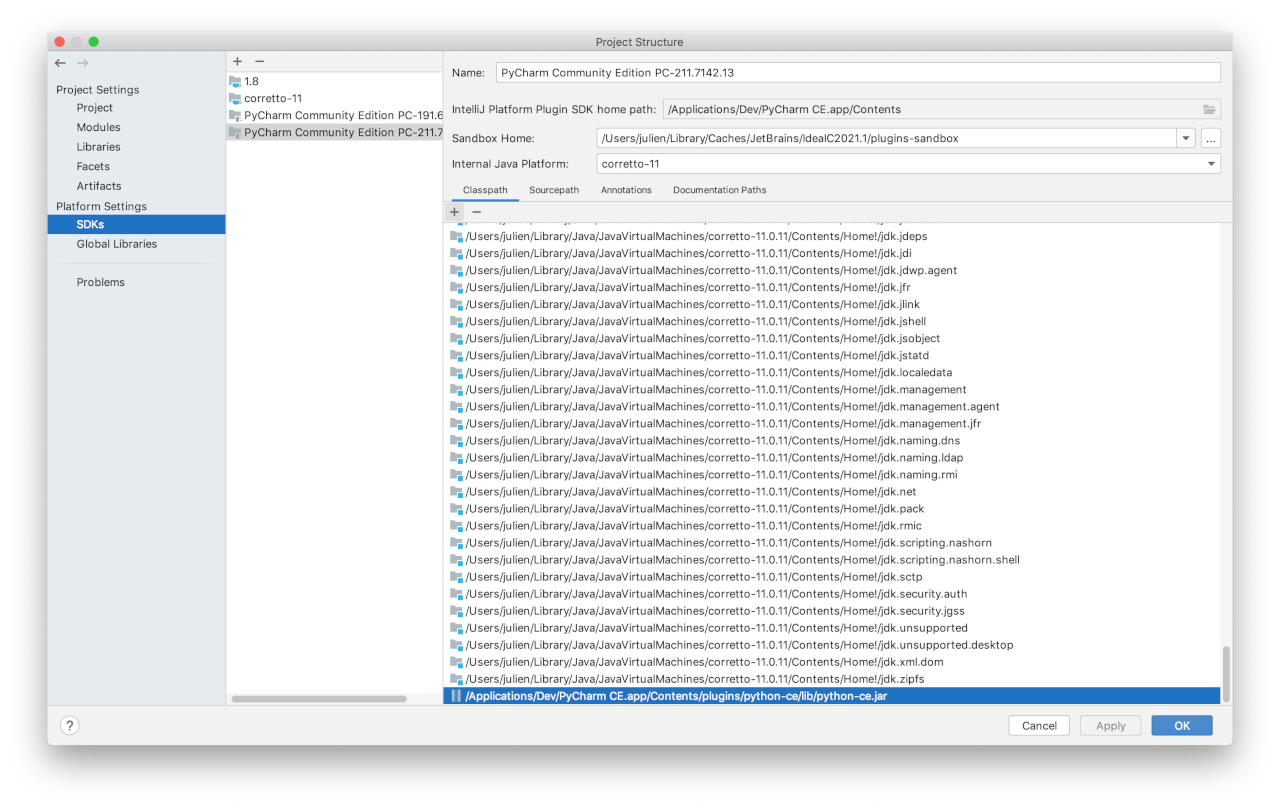 Project Structure
Project Settings
Project
Modules
Libraries
Facets
Artifacts
Platform Settings
SDKs
Global Libraries
Problems
1.8
corretto-11
PyCharm Community Edition PC-191.6
PyCharm Community Edition PC-211.7
Name: PyCharm Community Edition PC-211.7142.13
IntelliJ Platform Plugin SDK home path: /Applications/Dev/PyCharm CE.app/Contents
Sandbox Home: /Users/julien/Library/Caches/JetBrains/IdeaIC2021.1/plugins-sandbox ...
Internal Java Platform: corretto-11
Classpath Sourcepath Annotations Documentation Paths
/Users/julien/Library/Java/JavaVirtualMachines/corretto-11.0.11/Contents/Home!/jdk.jdeps
/Users/julien/Library/Java/JavaVirtualMachines/corretto-11.0.11/Contents/Home!/jdk.jdi
/Users/julien/Library/Java/JavaVirtualMachines/corretto-11.0.11/Contents/Home!/jdk.jdwp.agent
/Users/julien/Library/Java/JavaVirtualMachines/corretto-11.0.11/Contents/Home!/jdk.jfr
/Users/julien/Library/Java/JavaVirtualMachines/corretto-11.0.11/Contents/Home!/jdk.jlink
/Users/julien/Library/Java/JavaVirtualMachines/corretto-11.0.11/Contents/Home!/jdk.jshell
/Users/julien/Library/Java/JavaVirtualMachines/corretto-11.0.11/Contents/Home!/jdk.jsobject
/Users/julien/Library/Java/JavaVirtualMachines/corretto-11.0.11/Contents/Home!/jdk.jstatd
/Users/julien/Library/Java/JavaVirtualMachines/corretto-11.0.11/Contents/Home!/jdk.localedata
/Users/julien/Library/Java/JavaVirtualMachines/corretto-11.0.11/Contents/Home!/jdk.management
/Users/julien/Library/Java/JavaVirtualMachines/corretto-11.0.11/Contents/Home!/jdk.management.agent
/Users/julien/Library/Java/JavaVirtualMachines/corretto-11.0.11/Contents/Home!/jdk.management.jfr
/Users/julien/Library/Java/JavaVirtualMachines/corretto-11.0.11/Contents/Home!/jdk.naming.dns
/Users/julien/Library/Java/JavaVirtualMachines/corretto-11.0.11/Contents/Home!/jdk.naming.ldap
/Users/julien/Library/Java/JavaVirtualMachines/corretto-11.0.11/Contents/Home!/jdk.naming.rmi
/Users/julien/Library/Java/JavaVirtualMachines/corretto-11.0.11/Contents/Home!/jdk.net
/Users/julien/Library/Java/JavaVirtualMachines/corretto-11.0.11/Contents/Home!/jdk.pack
/Users/julien/Library/Java/JavaVirtualMachines/corretto-11.0.11/Contents/Home!/jdk.rmic
/Users/julien/Library/Java/JavaVirtualMachines/corretto-11.0.11/Contents/Home!/jdk.scripting.nashorn
/Users/julien/Library/Java/JavaVirtualMachines/corretto-11.0.11/Contents/Home!/jdk.scripting.nashorn.shell
/Users/julien/Library/Java/JavaVirtualMachines/corretto-11.0.11/Contents/Home!/jdk.sctp
/Users/julien/Library/Java/JavaVirtualMachines/corretto-11.0.11/Contents/Home!/jdk.security.auth
/Users/julien/Library/Java/JavaVirtualMachines/corretto-11.0.11/Contents/Home!/jdk.security.jgss
/Users/julien/Library/Java/JavaVirtualMachines/corretto-11.0.11/Contents/Home!/jdk.unsupported
/Users/julien/Library/Java/JavaVirtualMachines/corretto-11.0.11/Contents/Home!/jdk.unsupported.desktop
/Users/julien/Library/Java/JavaVirtualMachines/corretto-11.0.11/Contents/Home!/jdk.xml.dom
/Users/julien/Library/Java/JavaVirtualMachines/corretto-11.0.11/Contents/Home!/jdk.zipfs
/Applications/Dev/PyCharm CE.app/Contents/plugins/python-ce/lib/python-ce.jar
? Cancel Apply OK